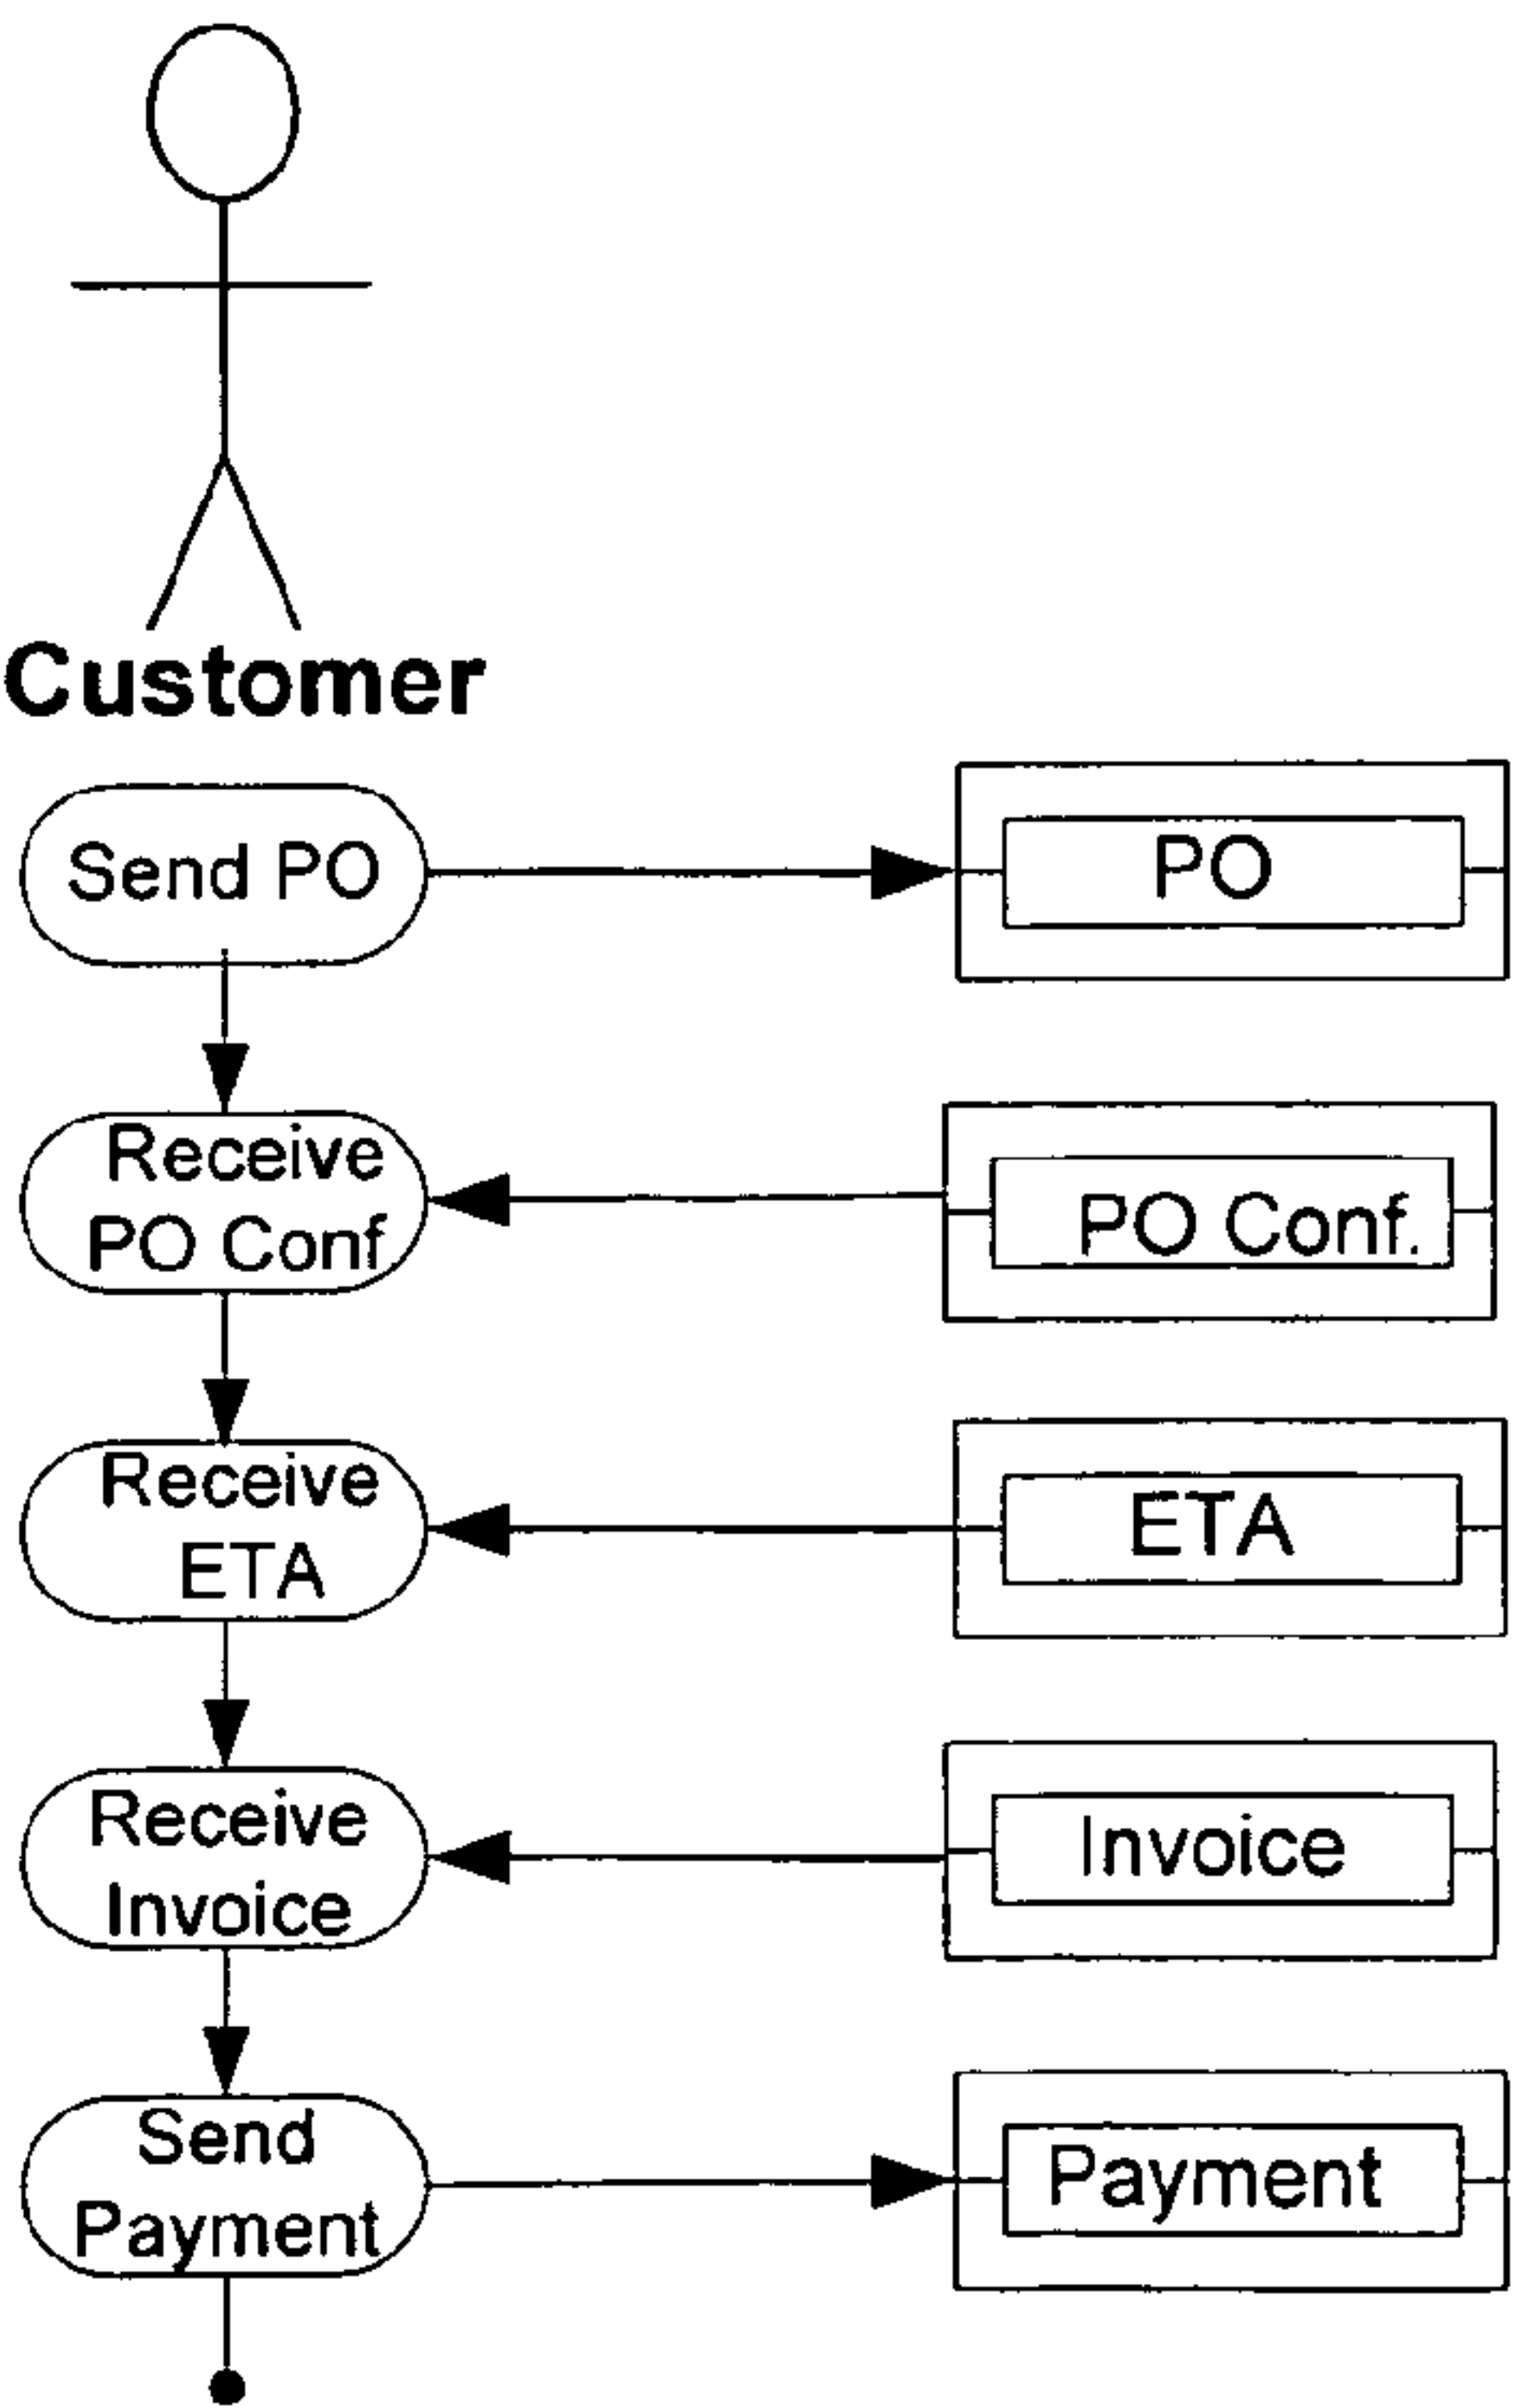 Customer
Send PO
PO
Receive
PO Conf
PO Conf.
Receive
ETA
ETA
Receive
Invoice
Invoice
Send
Payment
Payment